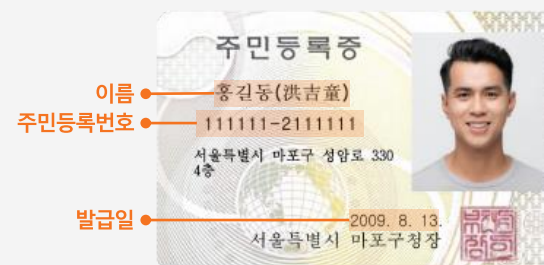 주민등록증
이름
홍길동(洪吉童)
주민등록번호
111111-2111111
서울특별시 마포구 성암로 330
4층
발급일
2009. 8. 13.
서울특별시 마포구청장